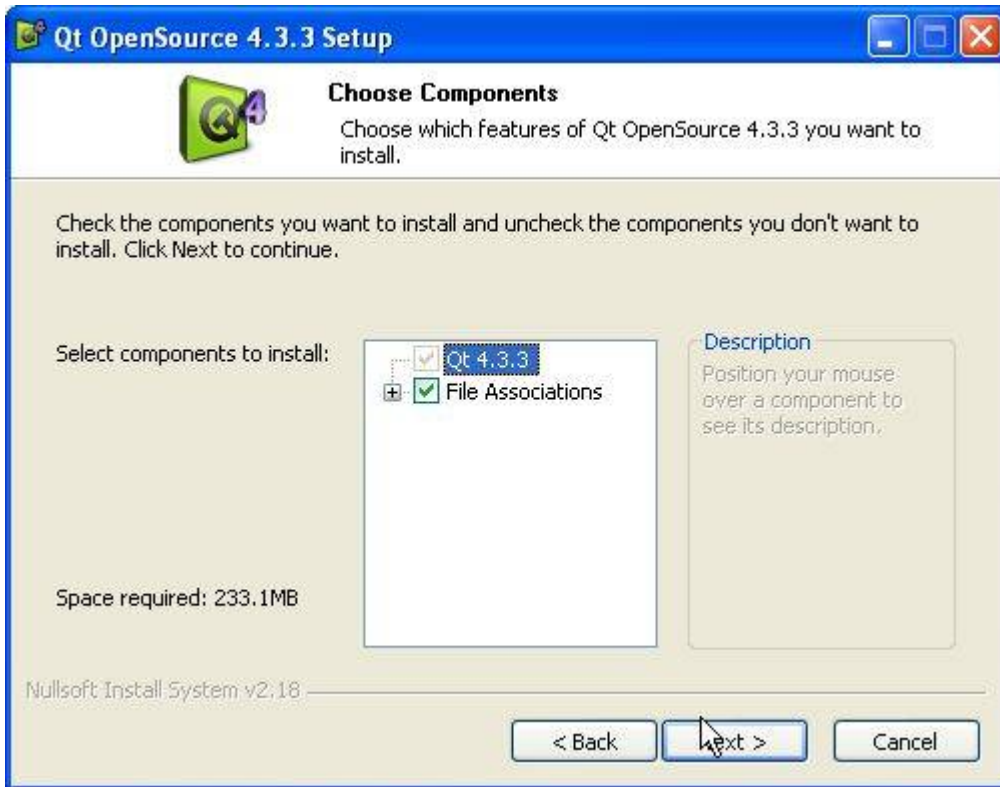 Qt OpenSource 4.3.3 Setup
Q4
Choose Components
Choose which features of Qt OpenSource 4.3.3 you want to
install.
Check the components you want to install and uncheck the components you don't want to
install. Click Next to continue.
Select components to install:
Qt 4.3.3
File Associations
Description
Position your mouse
over a component to
see its description.
Space required: 233.1MB
Nullsoft Install System v2.18
< Back
Next >
Cancel